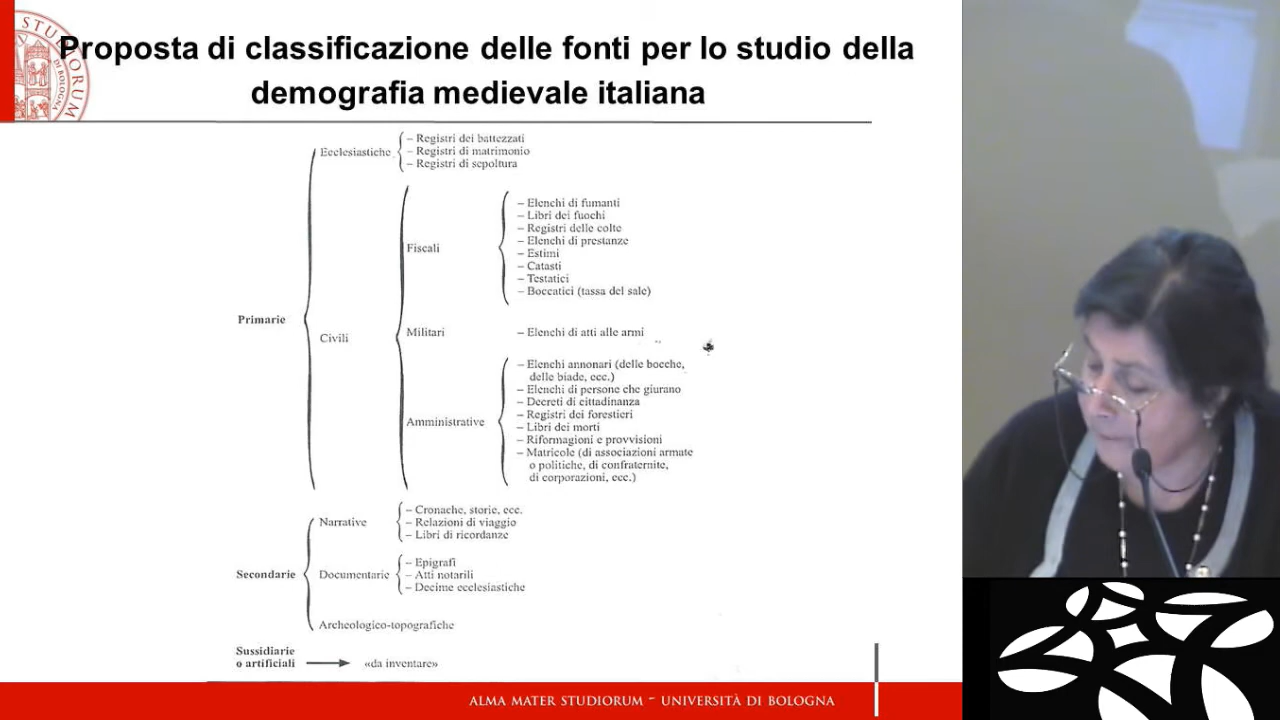 Proposta di classificazione delle fonti per lo studio della
demografia medievale italiana
Primarie
Ecclesiastiche
– Registri dei battezzati
– Registri di matrimonio
– Registri di sepoltura
Civili
Fiscali
– Elenchi di fumanti
– Libri dei fuochi
– Registri delle colte
– Elenchi di prestanze
– Estimi
– Catasti
– Testatici
– Boccatici (tassa del sale)
Militari
– Elenchi di atti alle armi
Amministrative
– Elenchi annonari (delle bocche,
delle biade, ecc.)
– Elenchi di persone che giurano
– Decreti di cittadinanza
– Registri dei forestieri
– Libri dei morti
– Riformagioni e provvisioni
– Matricole (di associazioni armate
o politiche, di confraternite,
di corporazioni, ecc.)
Secondarie
Narrative
– Cronache, storie, ecc.
– Relazioni di viaggio
– Libri di ricordanze
Documentarie
– Epigrafi
– Atti notarili
– Decime ecclesiastiche
Archeologico-topografiche
Sussidiarie
o artificiali
«da inventare»
ALMA MATER STUDIORUM – UNIVERSITÀ DI BOLOGNA